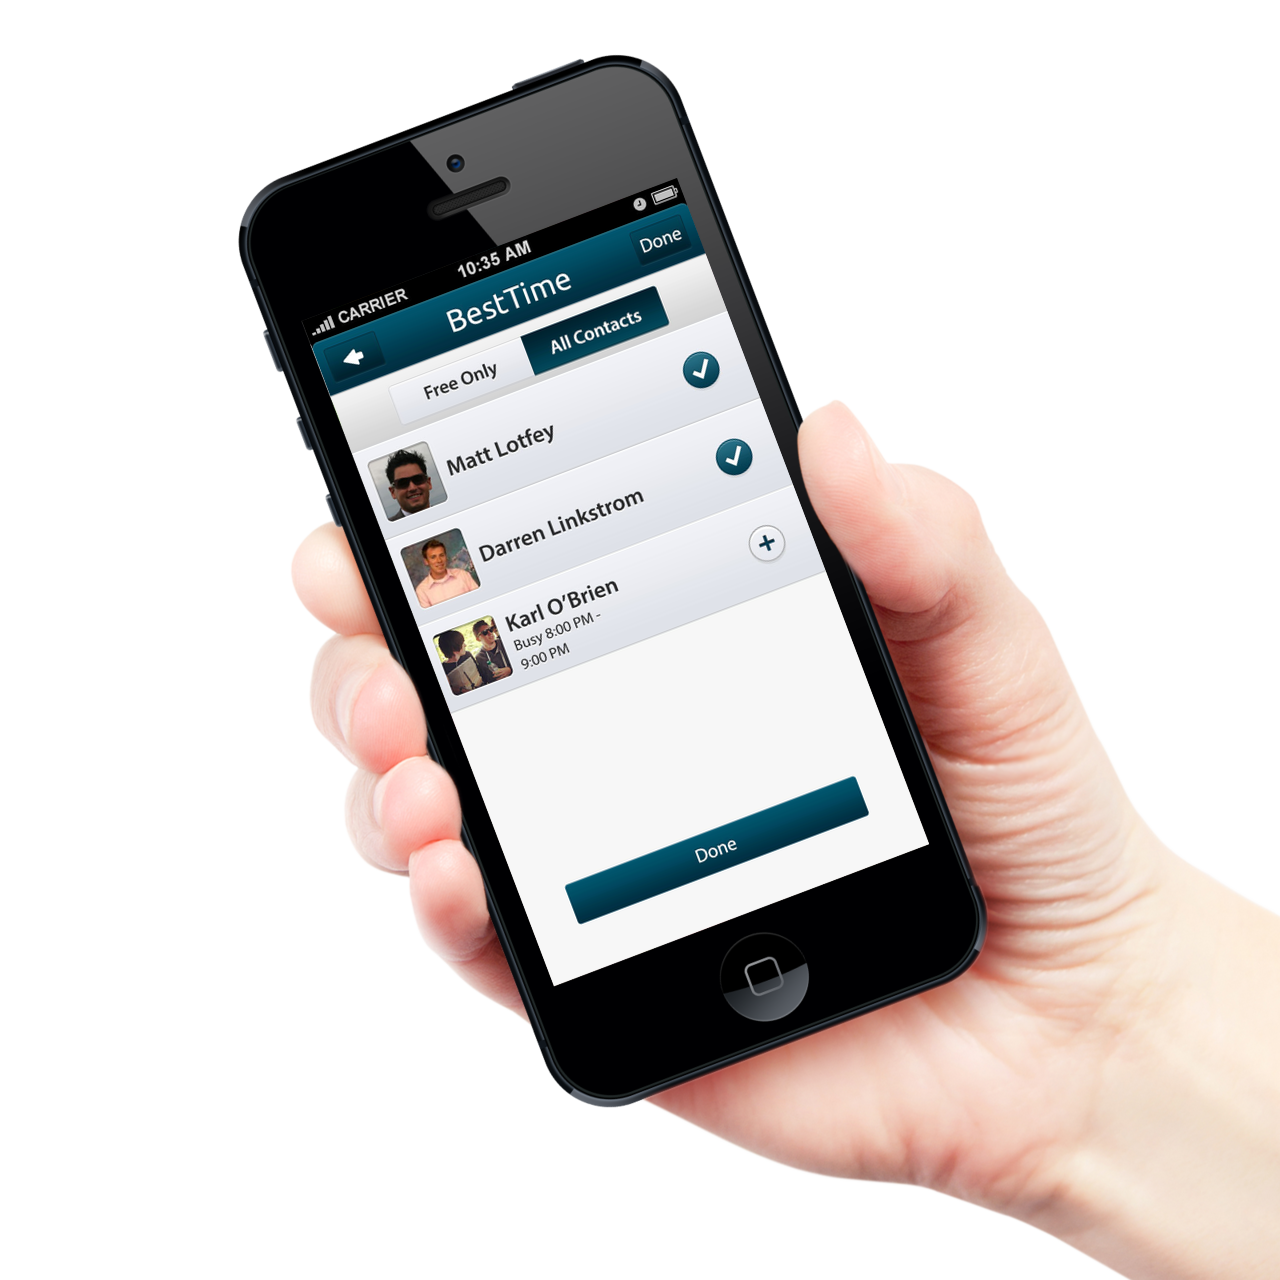 CARRIER 10:35 AM
BestTime Done
Free Only All Contacts
Matt Lotfey
Darren Linkstrom
Karl O’Brien
Busy 8:00 PM -
9:00 PM
Done